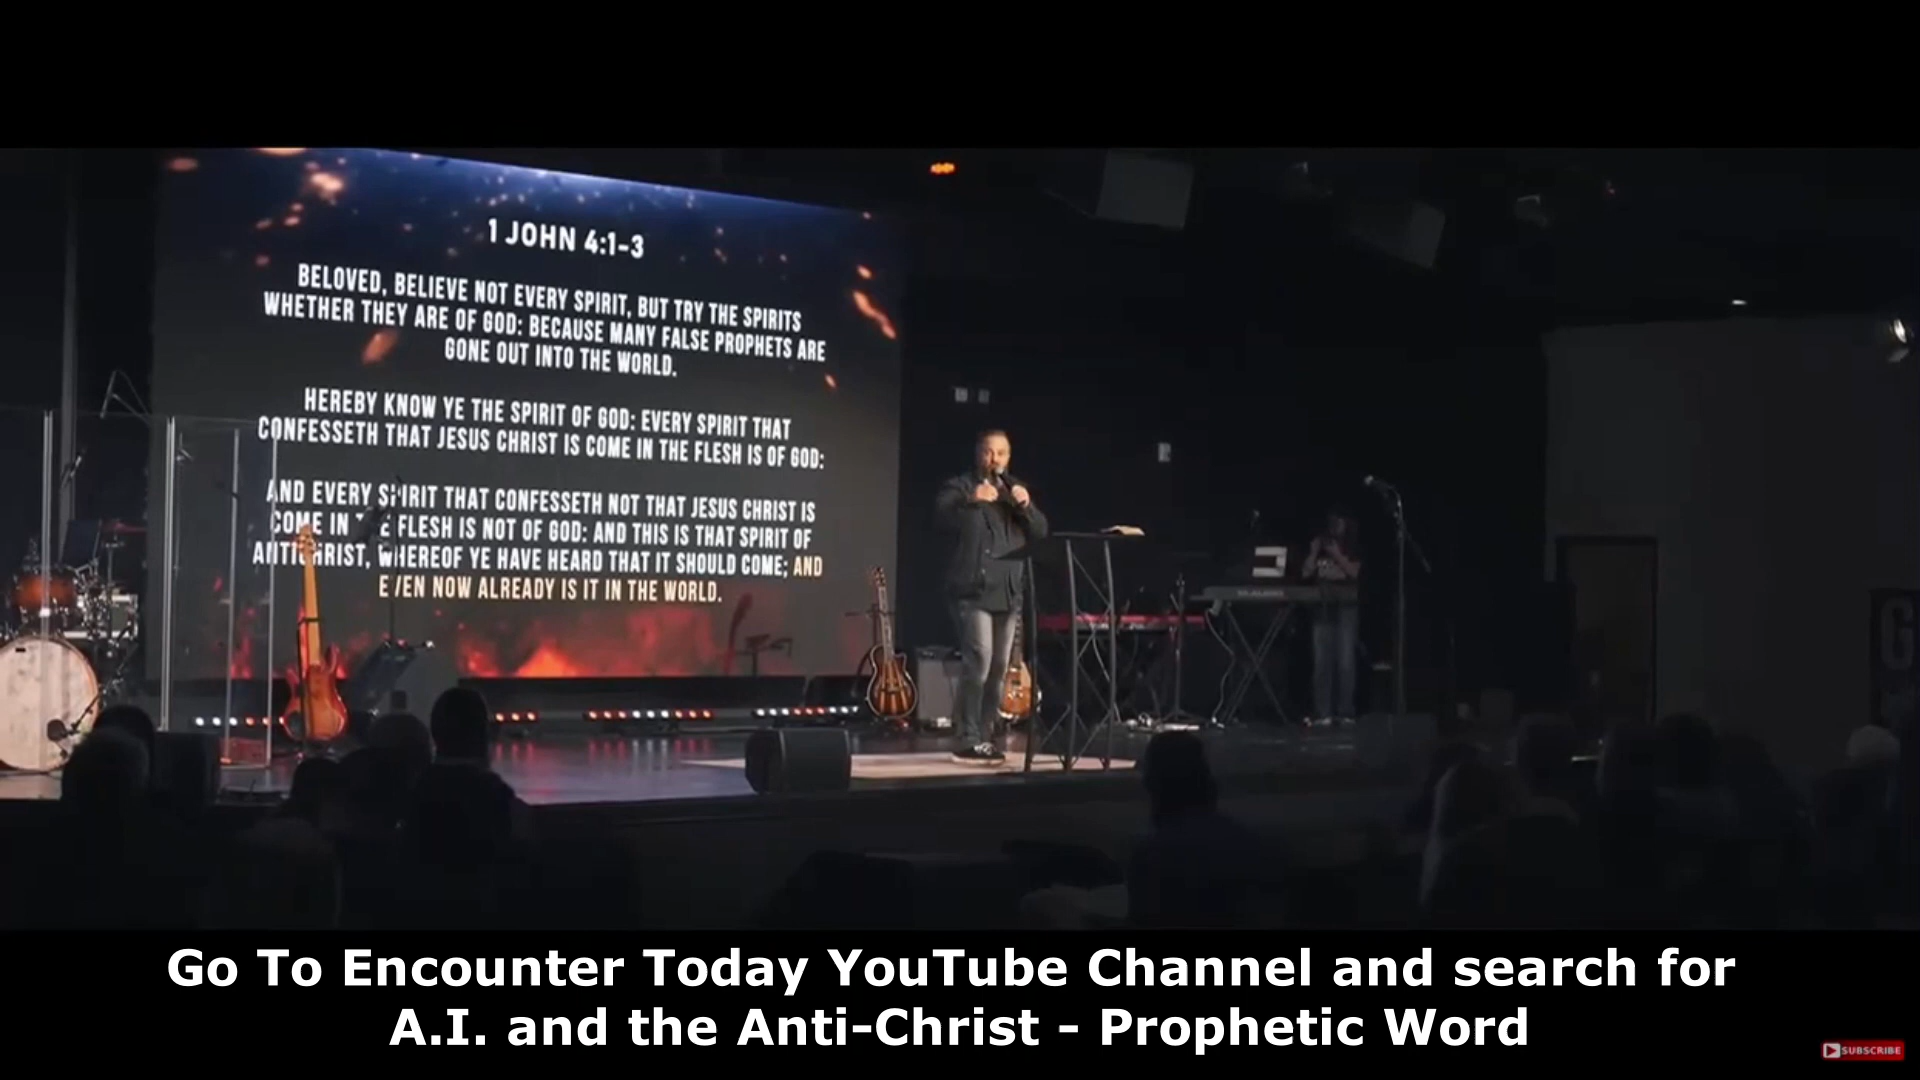 1 JOHN 4:1-3
BELOVED, BELIEVE NOT EVERY SPIRIT, BUT TRY THE SPIRITS
WHETHER THEY ARE OF GOD: BECAUSE MANY FALSE PROPHETS ARE
GONE OUT INTO THE WORLD.
HEREBY KNOW YE THE SPIRIT OF GOD: EVERY SPIRIT THAT
CONFESSETH THAT JESUS CHRIST IS COME IN THE FLESH IS OF GOD:
AND EVERY SPIRIT THAT CONFESSETH NOT THAT JESUS CHRIST IS
COME IN THE FLESH IS NOT OF GOD: AND THIS IS THAT SPIRIT OF
ANTICHRIST, WHEREOF YE HAVE HEARD THAT IT SHOULD COME; AND
EVEN NOW ALREADY IS IT IN THE WORLD.
Go To Encounter Today YouTube Channel and search for
A.I. and the Anti-Christ - Prophetic Word
SUBSCRIBE